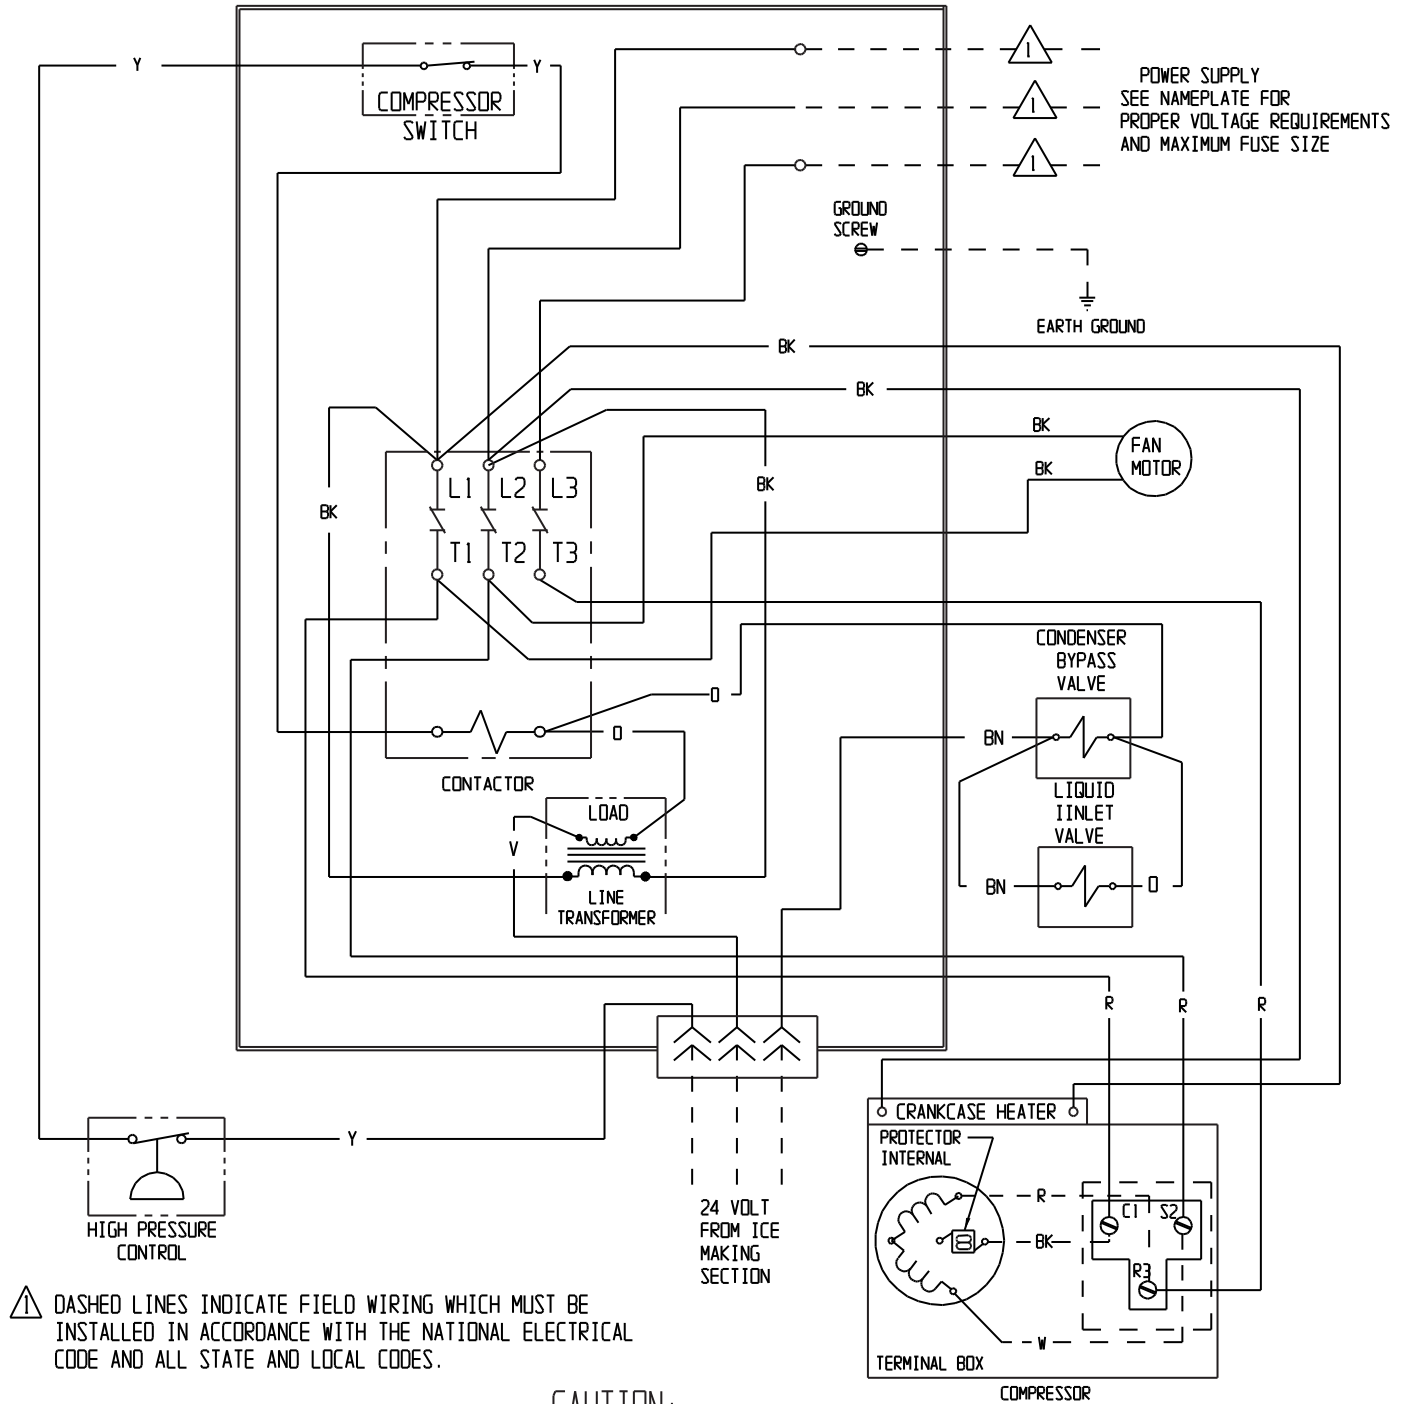 Y
Y
COMPRESSOR
SWITCH
1
1
1
POWER SUPPLY
SEE NAMEPLATE FOR
PROPER VOLTAGE REQUIREMENTS
AND MAXIMUM FUSE SIZE
GROUND
SCREW
EARTH GROUND
BK
BK
BK
BK
FAN
MOTOR
BK
BK
L1 L2 L3
T1 T2 T3
CONDENSER
BYPASS
VALVE
O
O
BN
CONTACTOR
LIQUID
IINLET
VALVE
LOAD
V
BN
O
LINE
TRANSFORMER
R
R
R
CRANKCASE HEATER
PROTECTOR
INTERNAL
Y
HIGH PRESSURE
CONTROL
24 VOLT
FROM ICE
MAKING
SECTION
R
C1
S2
BK
R3
W
TERMINAL BOX
COMPRESSOR
1 DASHED LINES INDICATE FIELD WIRING WHICH MUST BE
INSTALLED IN ACCORDANCE WITH THE NATIONAL ELECTRICAL
CODE AND ALL STATE AND LOCAL CODES.
CAUTION: